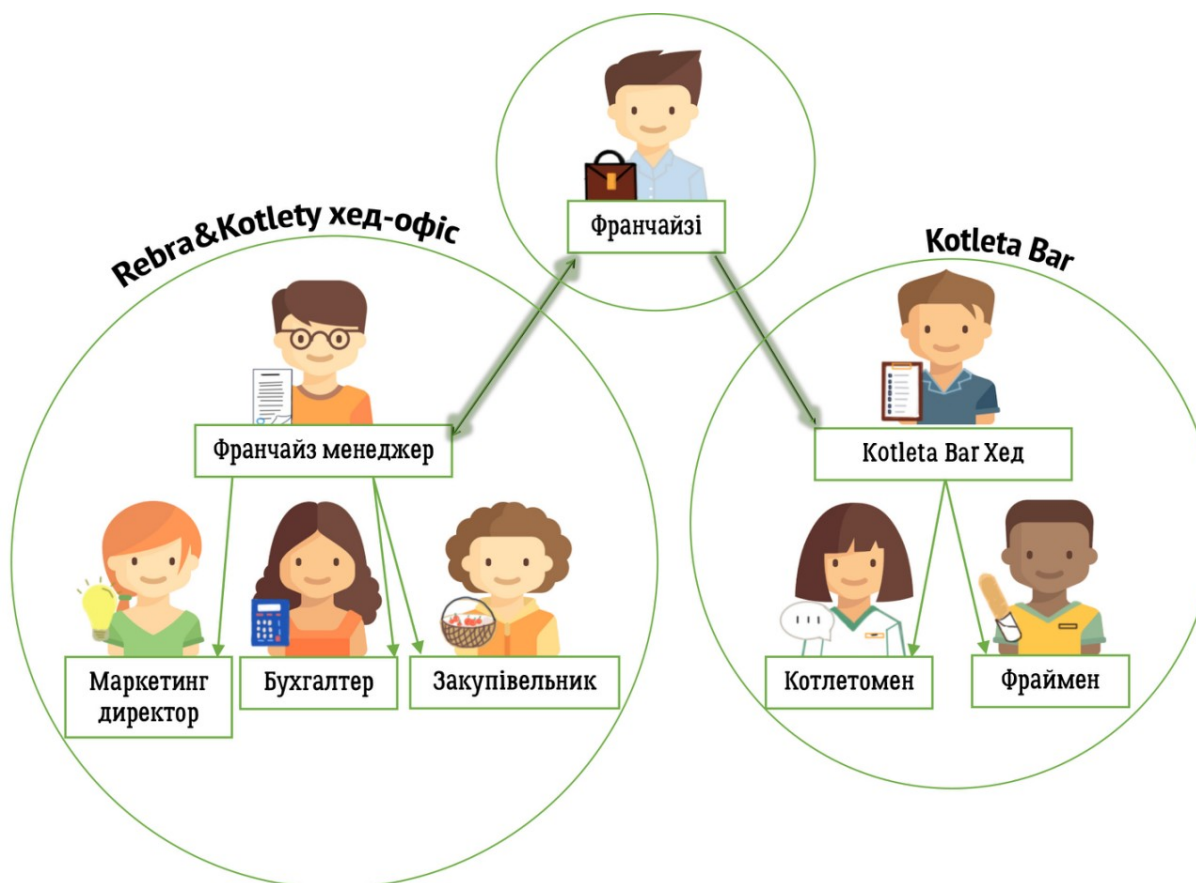 Франчайзі
Rebra&Kotlety хед-офіс
Kotleta Bar
Франчайз менеджер
Kotleta Bar Хед
Маркетинг
директор
Бухгалтер
Закупівельник
Котлетомен
Фраймен